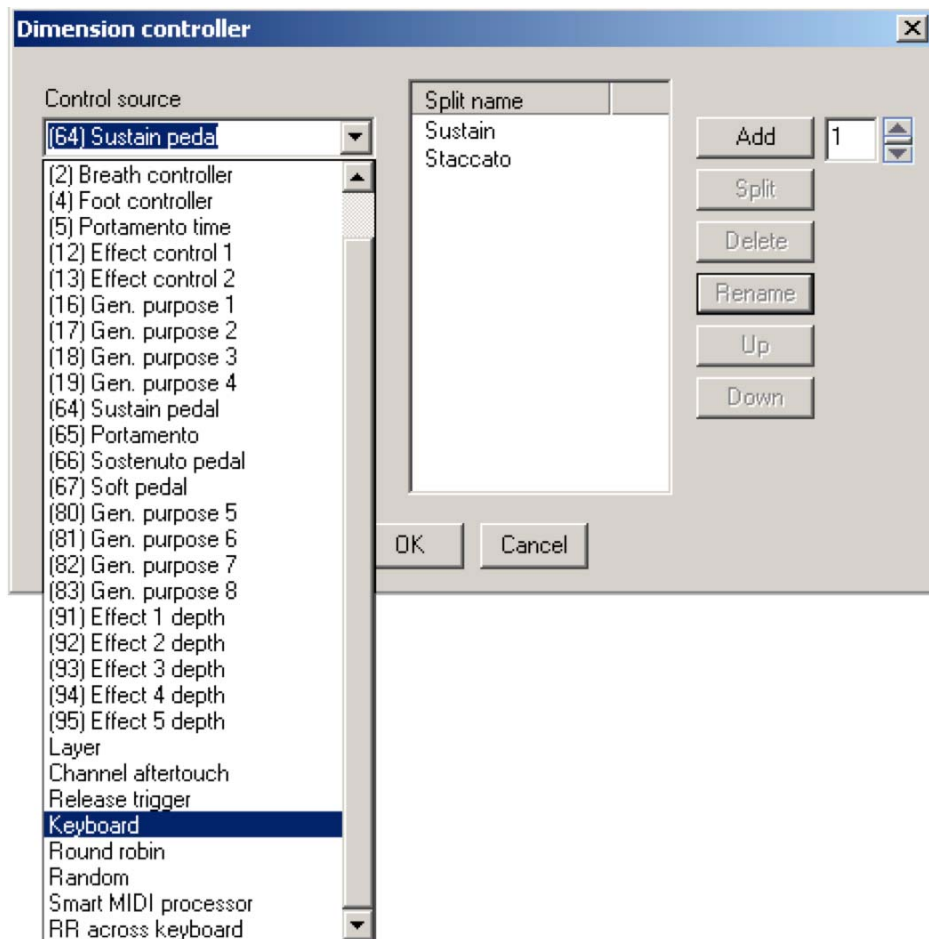 Dimension controller
Control source
(64) Sustain pedal
(2) Breath controller
(4) Foot controller
(5) Portamento time
(12) Effect control 1
(13) Effect control 2
(16) Gen. purpose 1
(17) Gen. purpose 2
(18) Gen. purpose 3
(19) Gen. purpose 4
(64) Sustain pedal
(65) Portamento
(66) Sostenuto pedal
(67) Soft pedal
(80) Gen. purpose 5
(81) Gen. purpose 6
(82) Gen. purpose 7
(83) Gen. purpose 8
(91) Effect 1 depth
(92) Effect 2 depth
(93) Effect 3 depth
(94) Effect 4 depth
(95) Effect 5 depth
Layer
Channel aftertouch
Release trigger
Keyboard
Round robin
Random
Smart MIDI processor
RR across keyboard
Split name
Sustain
Staccato
Add 1
Split
Delete
Rename
Up
Down
OK Cancel